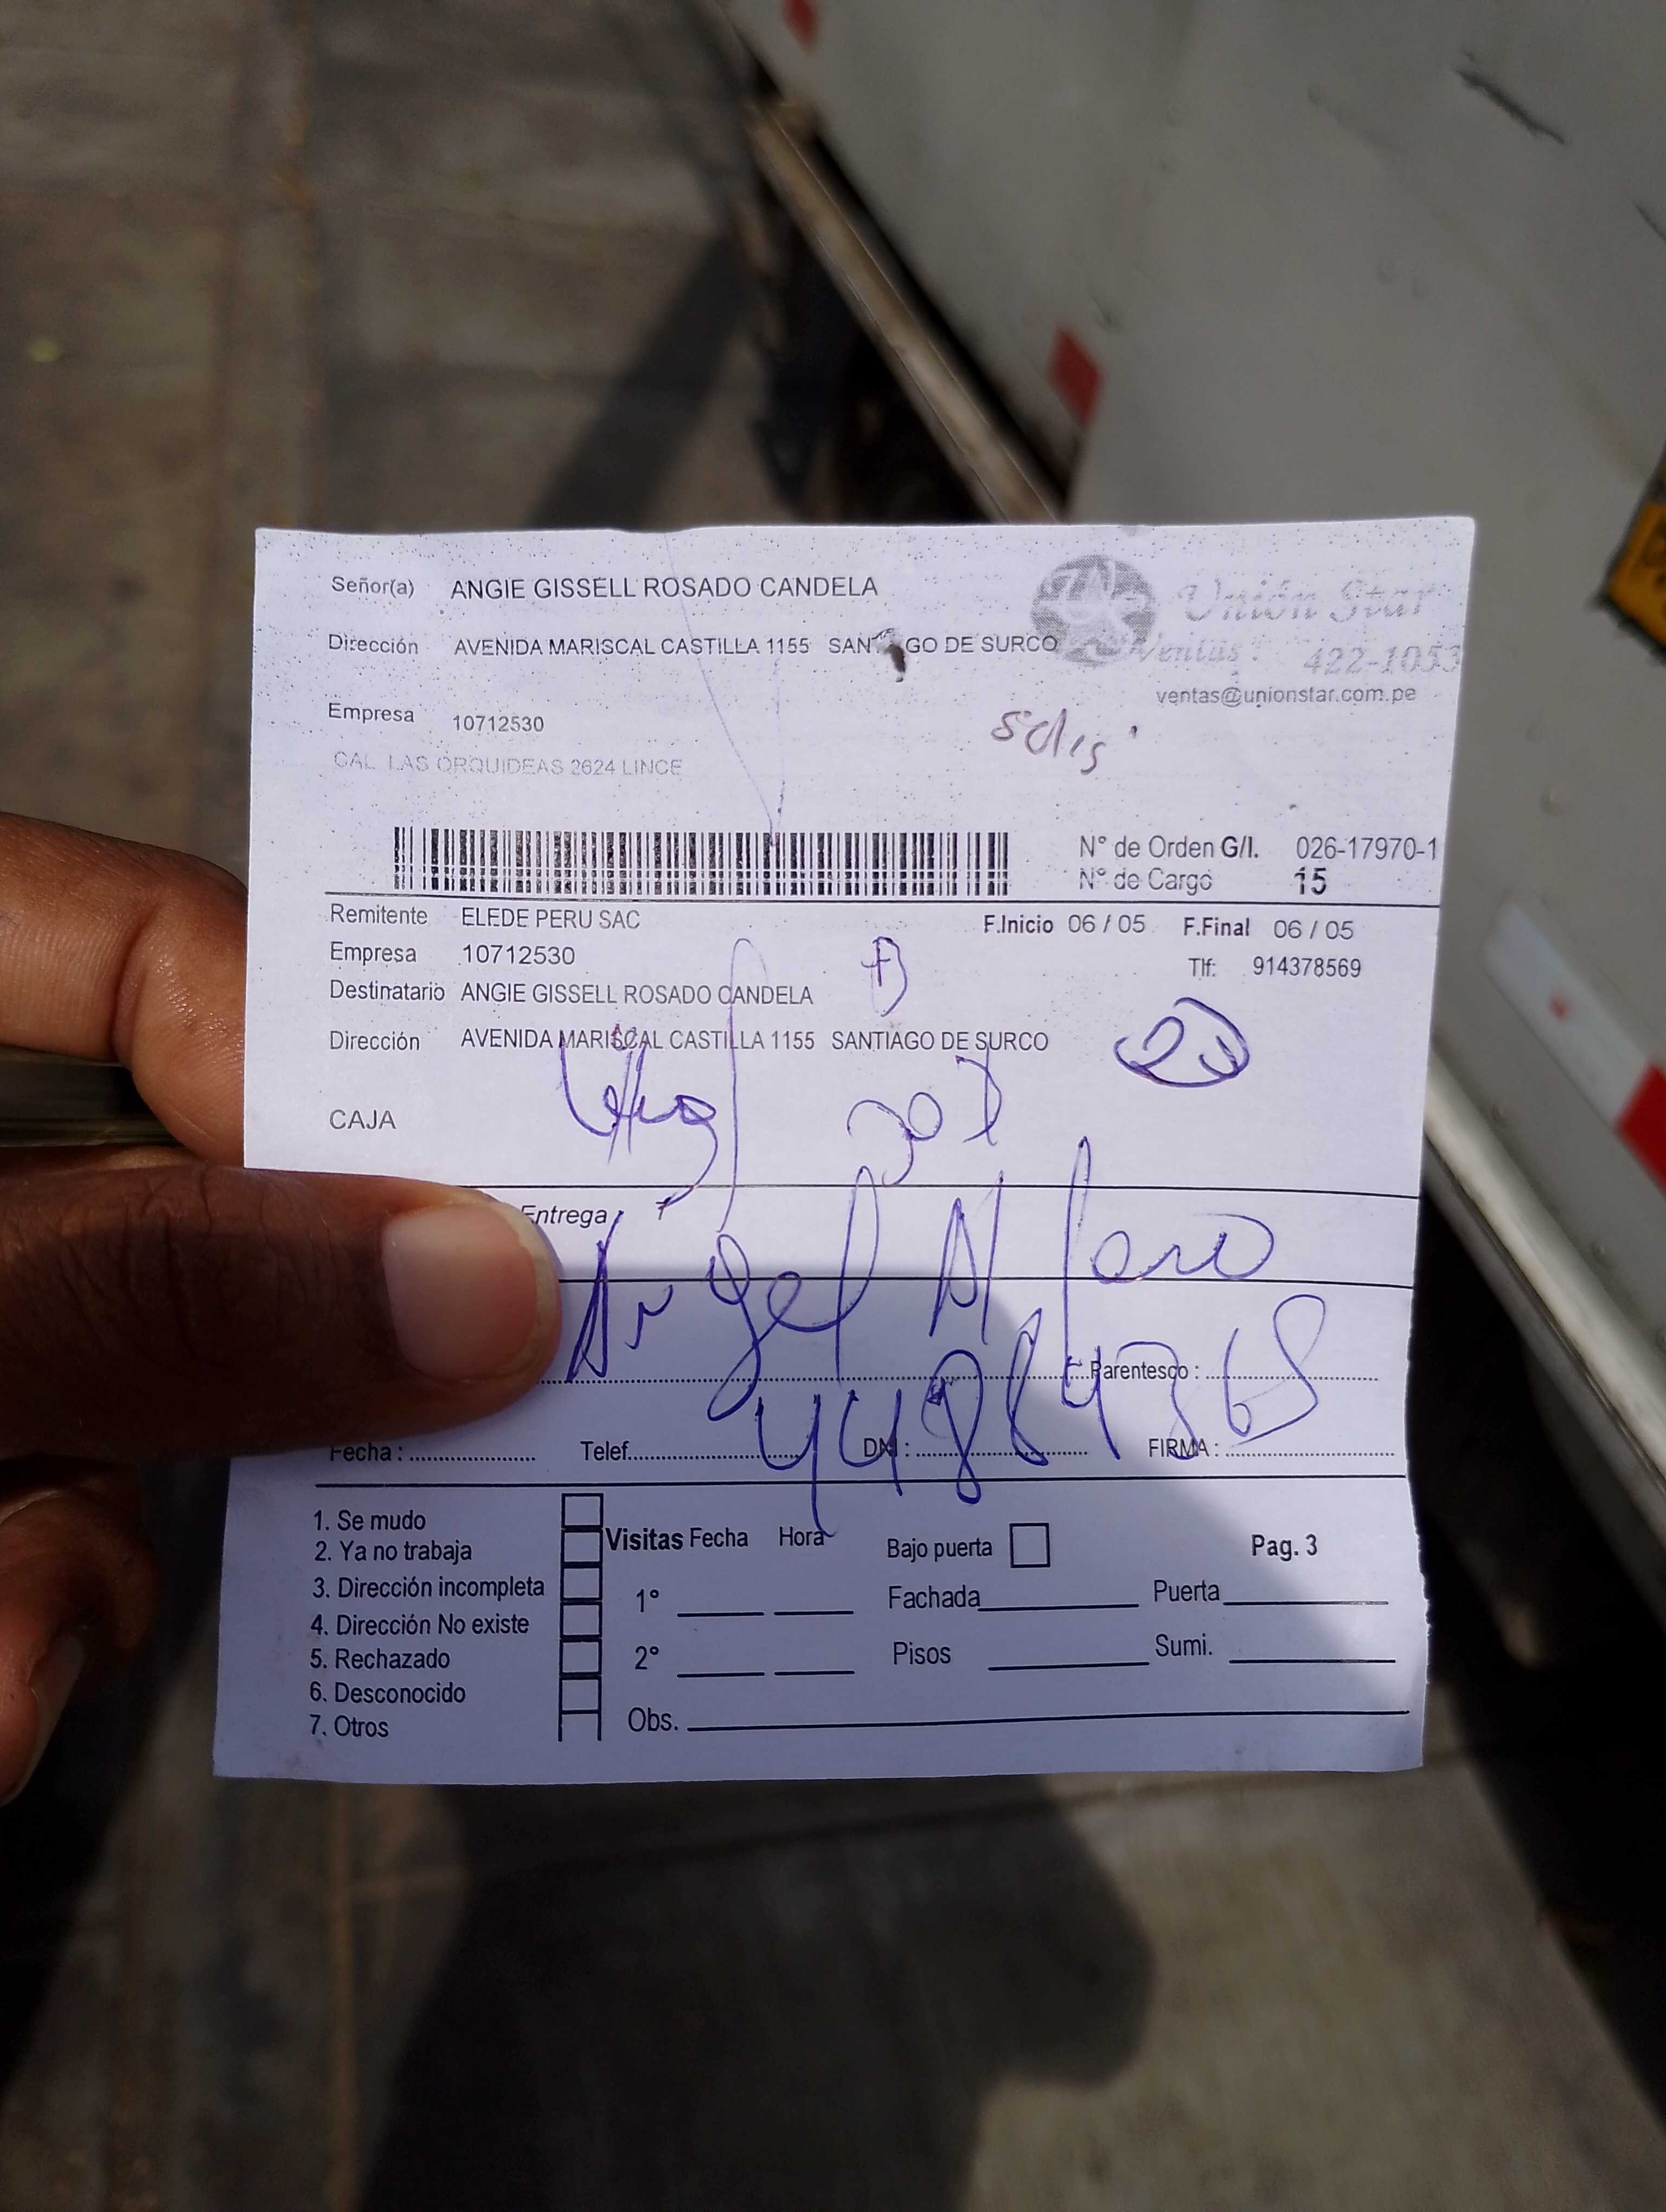 Señor(a) ANGIE GISSELL ROSADO CANDELA
Unión Star
Dirección AVENIDA MARISCAL CASTILLA 1155 SAN GO DE SURCO
Ventas: 422-1053
ventas@unionstar.com.pe
Empresa 10712530
CAL LAS ORQUIDEAS 2624 LINCE
N° de Orden G/I. 026-17970-1
N° de Cargo 15
Remitente ELEDE PERU SAC
F.Inicio 06 / 05 F.Final 06 / 05
Empresa 10712530
Tlf: 914378569
Destinatario ANGIE GISSELL ROSADO CANDELA
Dirección AVENIDA MARISCAL CASTILLA 1155 SANTIAGO DE SURCO
CAJA
Entrega
Angel Alfaro
Parentesco :
Fecha : Telef. DNI : FIRMA :
1. Se mudo
2. Ya no trabaja
3. Dirección incompleta
4. Dirección No existe
5. Rechazado
6. Desconocido
7. Otros
Visitas Fecha Hora
1°
2°
Obs.
Bajo puerta Pag. 3
Fachada Puerta
Pisos Sumi.